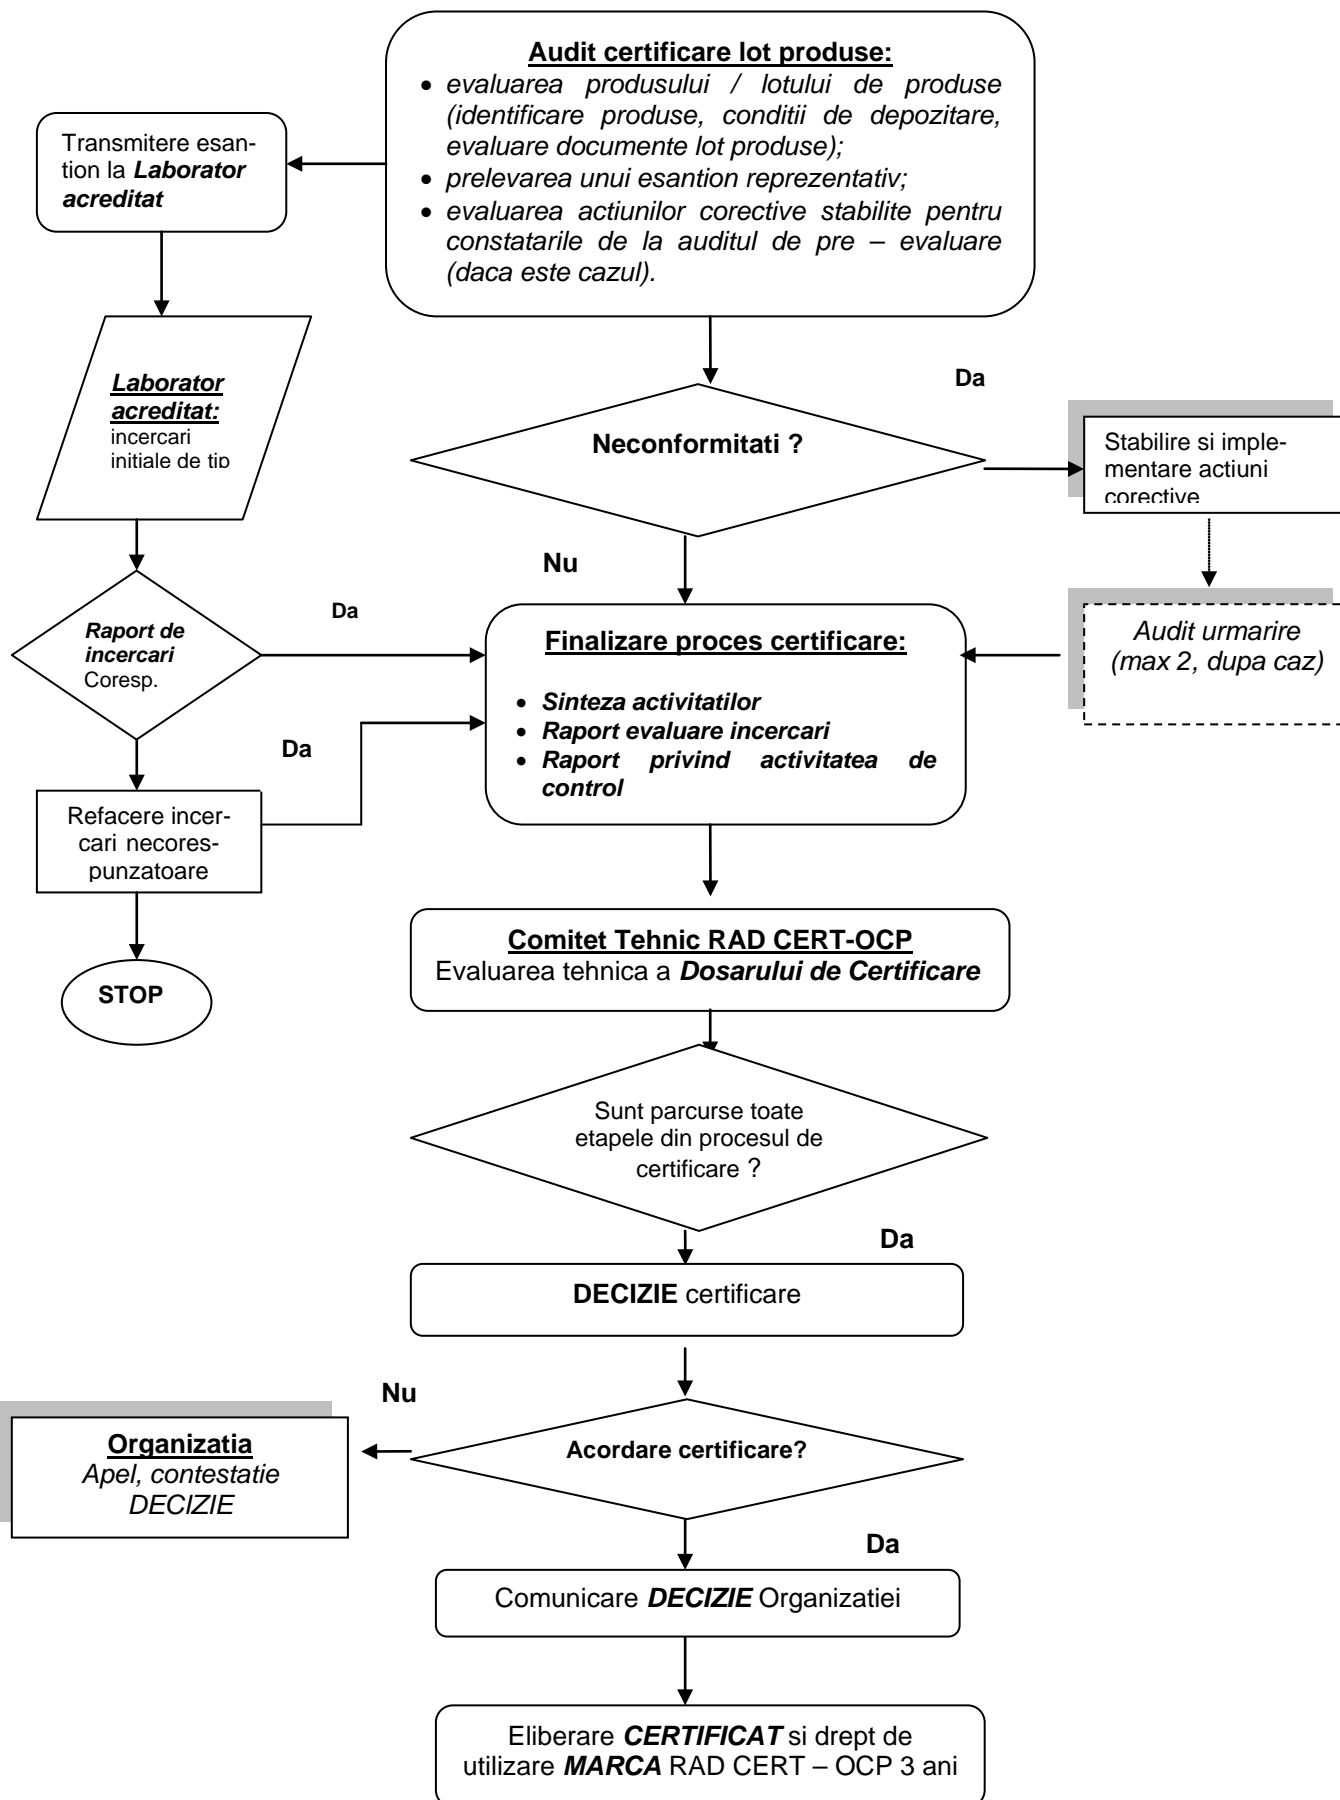 Audit certificare lot produse:
• evaluarea produsului / lotului de produse
(identificare produse, conditii de depozitare,
evaluare documente lot produse);
• prelevarea unui esantion reprezentativ;
• evaluarea actiunilor corective stabilite pentru
constatarile de la auditul de pre – evaluare
(daca este cazul).
Transmitere esan-
tion la Laborator
acreditat
Laborator
acreditat:
incercari
initiale de tip
Da
Neconformitati ?
Stabilire si imple-
mentare actiuni
corective
Nu
Raport de
incercari
Coresp.
Da
Finalizare proces certificare:
• Sinteza activitatilor
• Raport evaluare incercari
• Raport privind activitatea de
control
Audit urmarire
(max 2, dupa caz)
Da
Refacere incer-
cari necores-
punzatoare
STOP
Comitet Tehnic RAD CERT-OCP
Evaluarea tehnica a Dosarului de Certificare
Sunt parcurse toate
etapele din procesul de
certificare ?
Da
DECIZIE certificare
Nu
Acordare certificare?
Organizatia
Apel, contestatie
DECIZIE
Da
Comunicare DECIZIE Organizatiei
Eliberare CERTIFICAT si drept de
utilizare MARCA RAD CERT – OCP 3 ani